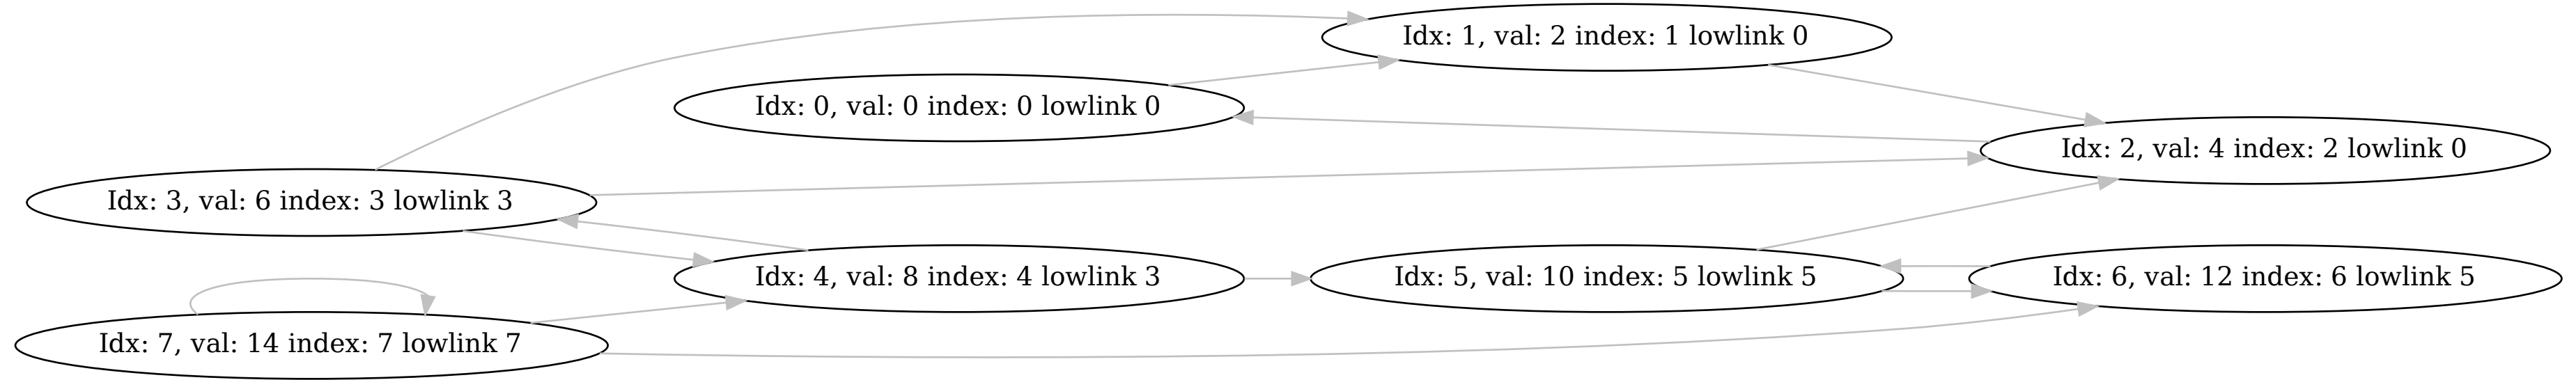 Idx: 1, val: 2 index: 1 lowlink 0
Idx: 0, val: 0 index: 0 lowlink 0
Idx: 2, val: 4 index: 2 lowlink 0
Idx: 3, val: 6 index: 3 lowlink 3
Idx: 4, val: 8 index: 4 lowlink 3
Idx: 5, val: 10 index: 5 lowlink 5
Idx: 6, val: 12 index: 6 lowlink 5
Idx: 7, val: 14 index: 7 lowlink 7